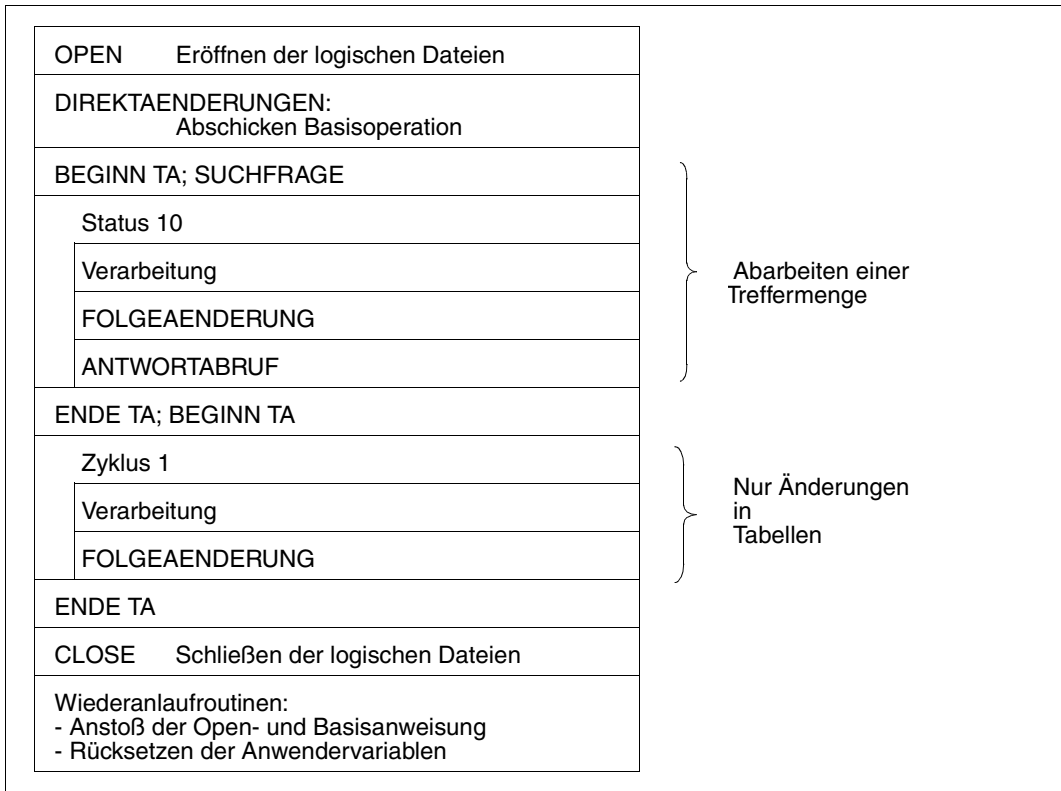 OPEN Eröffnen der logischen Dateien
DIREKTAENDERUNGEN:
Abschicken Basisoperation
BEGINN TA; SUCHFRAGE
Status 10
Verarbeitung
FOLGEAENDERUNG
ANTWORTABRUF
Abarbeiten einer
Treffermenge
ENDE TA; BEGINN TA
Zyklus 1
Verarbeitung
FOLGEAENDERUNG
Nur Änderungen
in
Tabellen
ENDE TA
CLOSE Schließen der logischen Dateien
Wiederanlaufroutinen:
- Anstoß der Open- und Basisanweisung
- Rücksetzen der Anwendervariablen